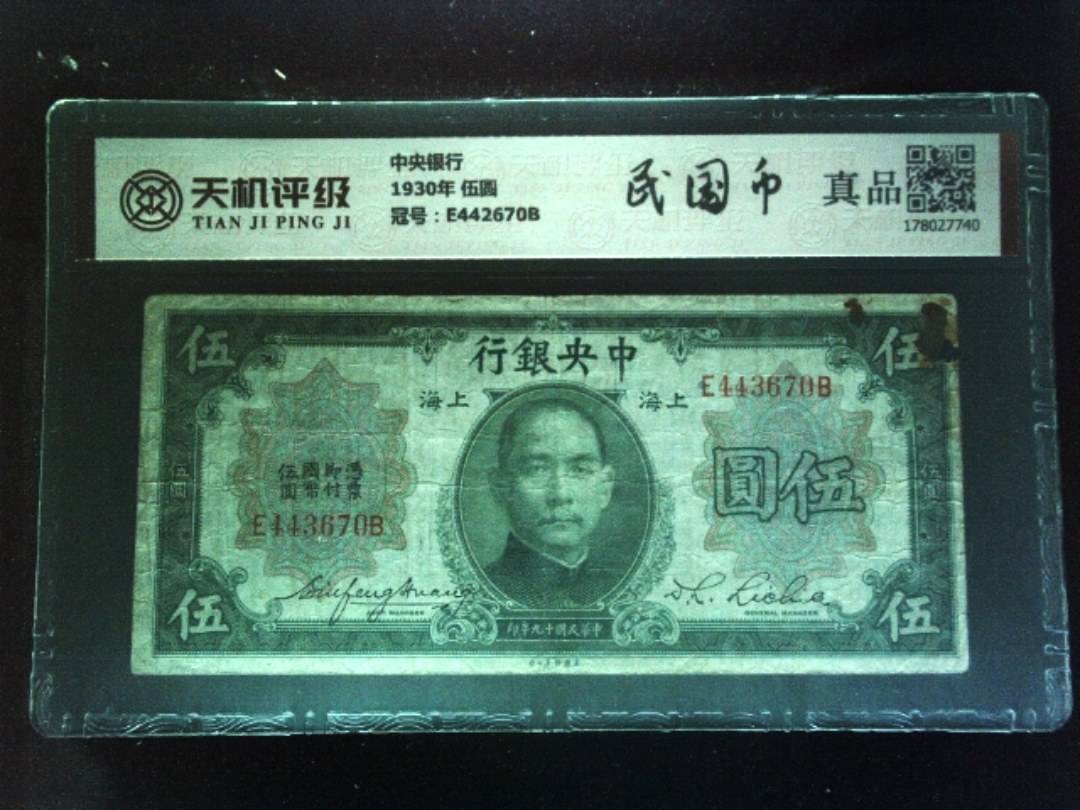 天机评级
TIAN JI PING JI
中央银行
1930年 伍圆
冠号：E442670B
民国币
真品
178027740
伍
行銀央中
伍
海上
海上
E443670B
伍圓
國幣
即付
憑票
圓伍
伍圓
伍圓
E443670B
D.K. Lieu
GENERAL MANAGER
伍
印年九十國民華中
伍